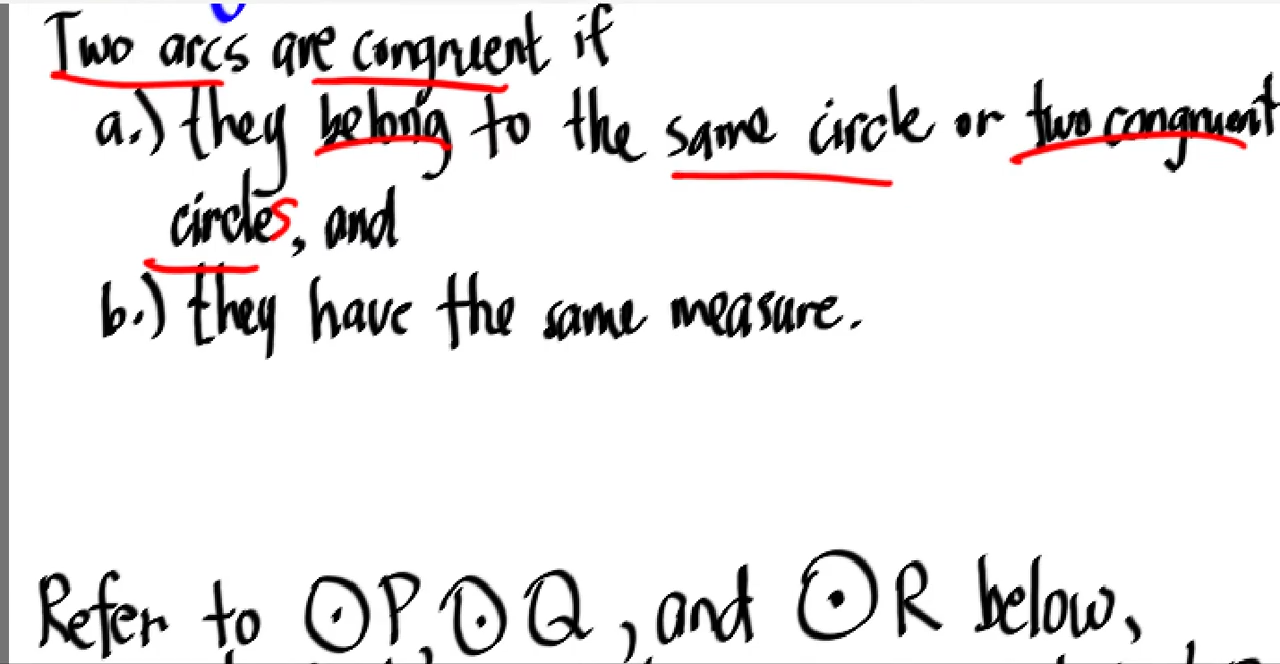 Two arcs are congruent if
a.) they belong to the same circle or two congruent
circles, and
b.) they have the same measure.
Refer to ⊙P, ⊙Q, and ⊙R below,